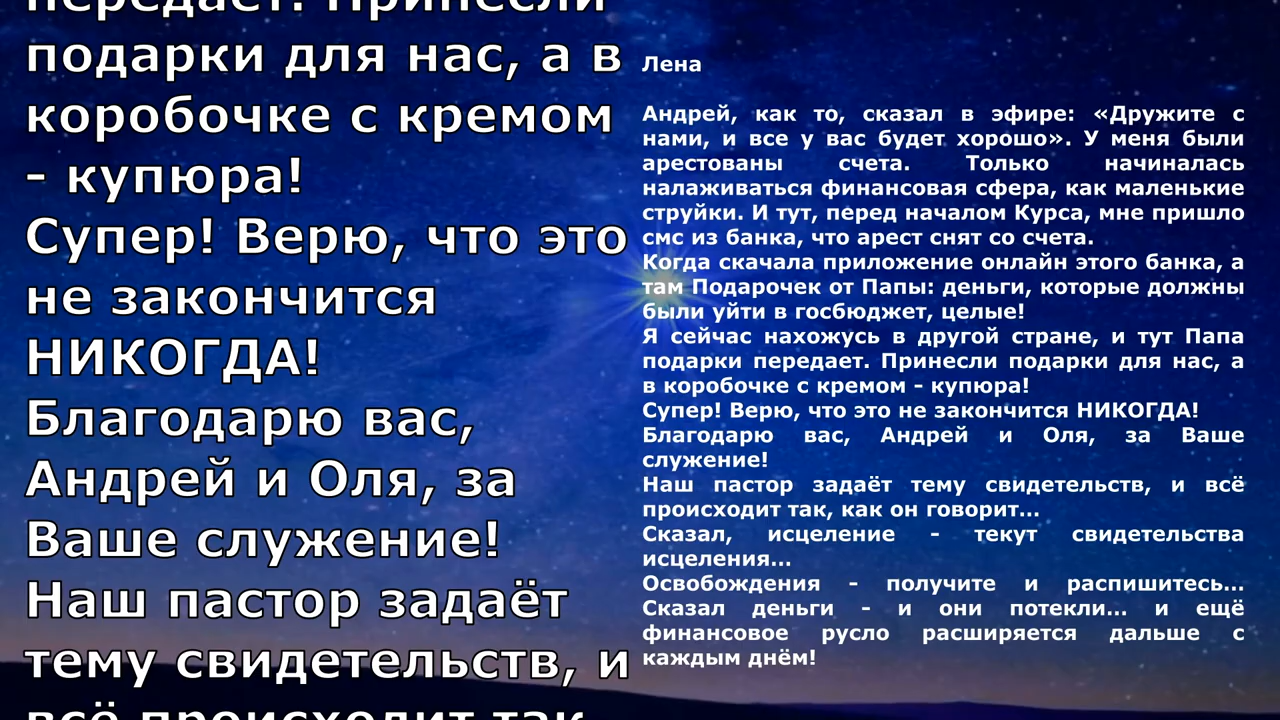 передает. Принесли
подарки для нас, а в
коробочке с кремом
- купюра!
Супер! Верю, что это
не закончится
НИКОГДА!
Благодарю вас,
Андрей и Оля, за
Ваше служение!
Наш пастор задаёт
тему свидетельств, и
всё происходит так,
Лена
Андрей, как то, сказал в эфире: «Дружите с
нами, и все у вас будет хорошо». У меня были
арестованы счета. Только начиналась
налаживаться финансовая сфера, как маленькие
струйки. И тут, перед началом Курса, мне пришло
смс из банка, что арест снят со счета.
Когда скачала приложение онлайн этого банка, а
там Подарочек от Папы: деньги, которые должны
были уйти в госбюджет, целые!
Я сейчас нахожусь в другой стране, и тут Папа
подарки передает. Принесли подарки для нас, а
в коробочке с кремом - купюра!
Супер! Верю, что это не закончится НИКОГДА!
Благодарю вас, Андрей и Оля, за Ваше
служение!
Наш пастор задаёт тему свидетельств, и всё
происходит так, как он говорит...
Сказал, исцеление - текут свидетельства
исцеления...
Освобождения - получите и распишитесь...
Сказал деньги - и они потекли... и ещё
финансовое русло расширяется дальше с
каждым днём!